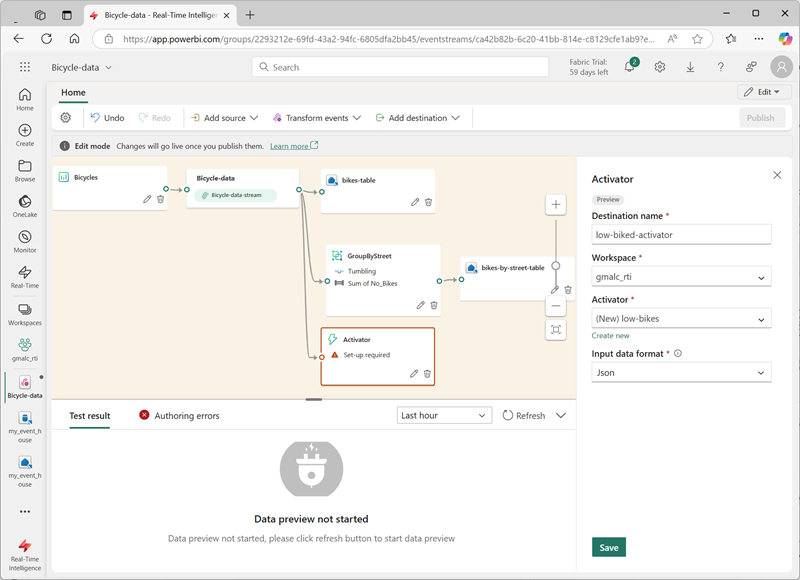 Bicycle-data - Real-Time Intelligence
https://app.powerbi.com/groups/2293212e-69fd-43a2-94fc-6805dfa2bb45/eventstreams/ca42b82b-6c20-41bb-814e-c8129cfe1ab9?...
Bicycle-data
Search
Fabric Trial:
59 days left
2
Home
Edit
Undo
Redo
Add source
Transform events
Add destination
Publish
Edit mode
Changes will go live once you publish them.
Learn more
Home
Create
Browse
OneLake
Monitor
Real-Time
Workspaces
gmalc_rti
Bicycle-data
my_event_h
ouse
my_event_h
ouse
Real-Time
Intelligence
Bicycles
Bicycle-data
Bicycle-data-stream
bikes-table
GroupByStreet
Tumbling
Sum of No_Bikes
bikes-by-street-table
Activator
Set-up required
Test result
Authoring errors
Last hour
Refresh
Data preview not started
Data preview not started, please click refresh button to start data preview
Activator
Preview
Destination name *
low-biked-activator
Workspace *
gmalc_rti
Activator *
(New) low-bikes
Create new
Input data format *
Json
Save